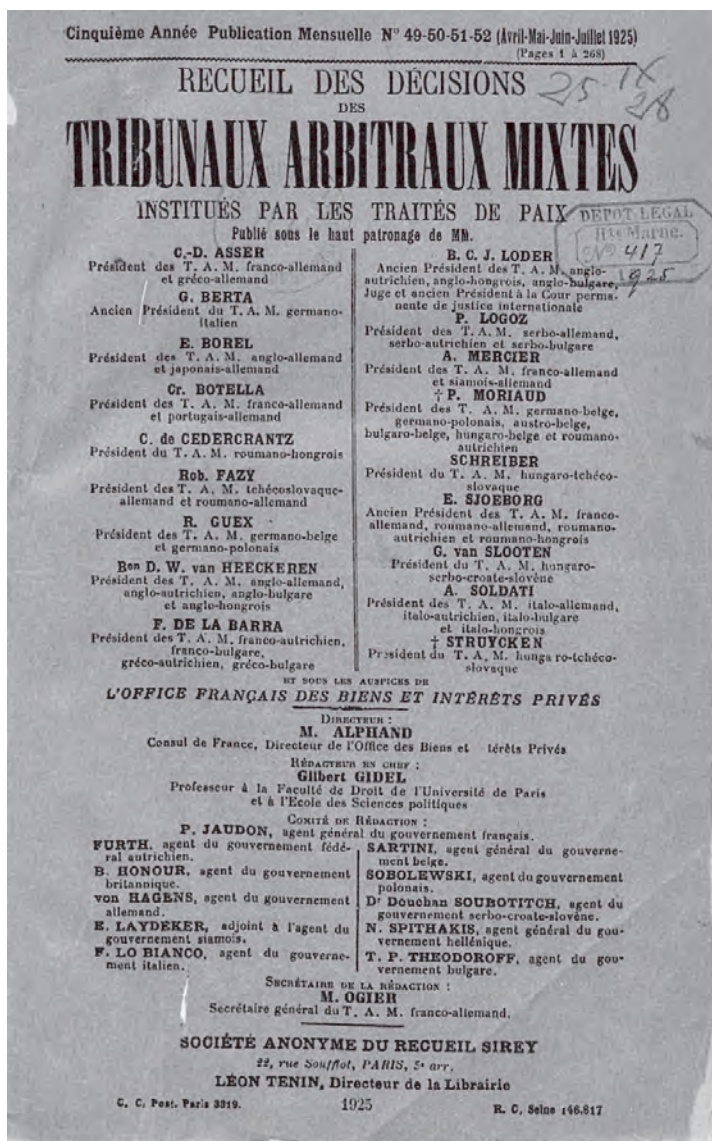 Cinquième Année Publication Mensuelle N° 49-50-51-52 (Avril-Mai-Juin-Juillet 1925)
(Pages 1 à 268)
RECUEIL DES DÉCISIONS
25 IX
28
DES
TRIBUNAUX ARBITRAUX MIXTES
INSTITUÉS PAR LES TRAITÉS DE PAIX
DEPOT LEGAL
Hte Marne.
N° 417
1925
Publié sous le haut patronage de MM.
C.-D. ASSER
Président des T. A. M. franco-allemand
et gréco-allemand
G. BERTA
Ancien Président du T. A. M. germano-
italien
E. BOREL
Président des T. A. M. anglo-allemand
et japonais-allemand
Cr. BOTELLA
Président des T. A. M. franco-allemand
et portugais-allemand
C. de CEDERCRANTZ
Président du T. A. M. roumano-hongrois
Rob. FAZY
Président des T. A. M. tchécoslovaque-
allemand et roumano-allemand
R. GUEX
Président des T. A. M. germano-belge
et germano-polonais
Bon D. W. van HEECKEREN
Président des T. A. M. anglo-allemand,
anglo-autrichien, anglo-bulgare
et anglo-hongrois
F. DE LA BARRA
Président des T. A. M. franco-autrichien,
franco-bulgare,
gréco-autrichien, gréco-bulgare
B. C. J. LODER
Ancien Président des T. A. M. anglo-
autrichien, anglo-hongrois, anglo-bulgare,
Juge et ancien Président à la Cour perma-
nente de justice internationale
P. LOGOZ
Président des T.A.M. serbo-allemand,
serbo-autrichien et serbo-bulgare
A. MERCIER
Président des T. A. M. franco-allemand
et siamois-allemand
† P. MORIAUD
Président des T. A. M. germano-belge,
germano-polonais, austro-belge,
bulgaro-belge, hungaro-belge et roumano-
autrichien
SCHREIBER
Président du T. A. M. hungaro-tchéco-
slovaque
E. SJOEBORG
Ancien Président des T. A. M. franco-
allemand, roumano-allemand, roumano-
autrichien et roumano-hongrois
G. van SLOOTEN
Président du T. A. M. hungaro-
serbo-croate-slovène
A. SOLDATI
Président des T. A. M. italo-allemand,
italo-autrichien, italo-bulgare
et italo-hongrois
† STRUYCKEN
Président du T. A. M. hunga ro-tchéco-
slovaque
ET SOUS LES AUSPICES DE
L'OFFICE FRANÇAIS DES BIENS ET INTÉRÊTS PRIVÉS
DIRECTEUR :
M. ALPHAND
Consul de France, Directeur de l'Office des Biens et térêts Privés
RÉDACTEUR EN CHEF :
Gilbert GIDEL
Professeur à la Faculté de Droit de l'Université de Paris
et à l'Ecole des Sciences politiques
COMITÉ DE RÉDACTION :
P. JAUDON, agent général du gouvernement français.
FURTH, agent du gouvernement fédé-
ral autrichien.
B. HONOUR, agent du gouvernement
britannique.
von HAGENS, agent du gouvernement
allemand.
E. LAYDEKER, adjoint à l'agent du
gouvernement siamois.
F. LO BIANCO, agent du gouverne-
ment italien.
SARTINI, agent général du gouverne-
ment belge.
SOBOLEWSKI, agent du gouvernement
polonais.
Dr Douchan SOUBOTITCH, agent du
gouvernement serbo-croate-slovène.
N. SPITHAKIS, agent général du gou-
vernement hellénique.
T. P. THEODOROFF, agent du gou-
vernement bulgare.
SECRÉTAIRE DE LA RÉDACTION :
M. OGIER
Secrétaire général du T. A. M. franco-allemand.
SOCIÉTÉ ANONYME DU RECUEIL SIREY
22, rue Soufflot, PARIS, 5e arr.
LÉON TENIN, Directeur de la Librairie
C. C. Post. Paris 3319.
1925
R. C. Seine 146.817